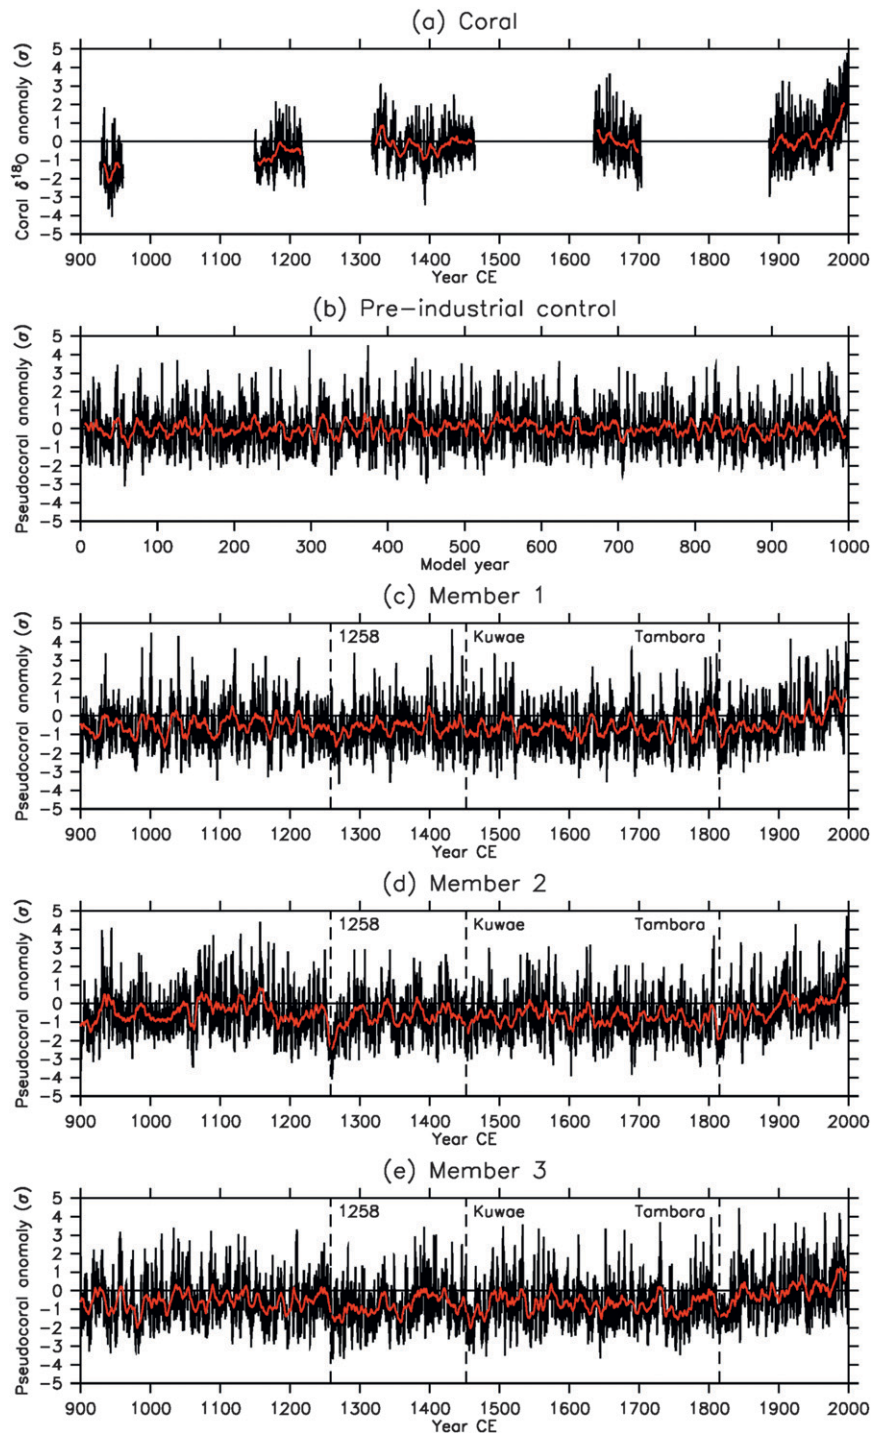 (a) Coral
Coral δ¹⁸O anomaly (σ)
5
4
3
2
1
0
-1
-2
-3
-4
-5
900 1000 1100 1200 1300 1400 1500 1600 1700 1800 1900 2000
Year CE
(b) Pre-industrial control
Pseudocoral anomaly (σ)
5
4
3
2
1
0
-1
-2
-3
-4
-5
0 100 200 300 400 500 600 700 800 900 1000
Model year
(c) Member 1
Pseudocoral anomaly (σ)
1258 Kuwae Tambora
5
4
3
2
1
0
-1
-2
-3
-4
-5
900 1000 1100 1200 1300 1400 1500 1600 1700 1800 1900 2000
Year CE
(d) Member 2
Pseudocoral anomaly (σ)
1258 Kuwae Tambora
5
4
3
2
1
0
-1
-2
-3
-4
-5
900 1000 1100 1200 1300 1400 1500 1600 1700 1800 1900 2000
Year CE
(e) Member 3
Pseudocoral anomaly (σ)
1258 Kuwae Tambora
5
4
3
2
1
0
-1
-2
-3
-4
-5
900 1000 1100 1200 1300 1400 1500 1600 1700 1800 1900 2000
Year CE